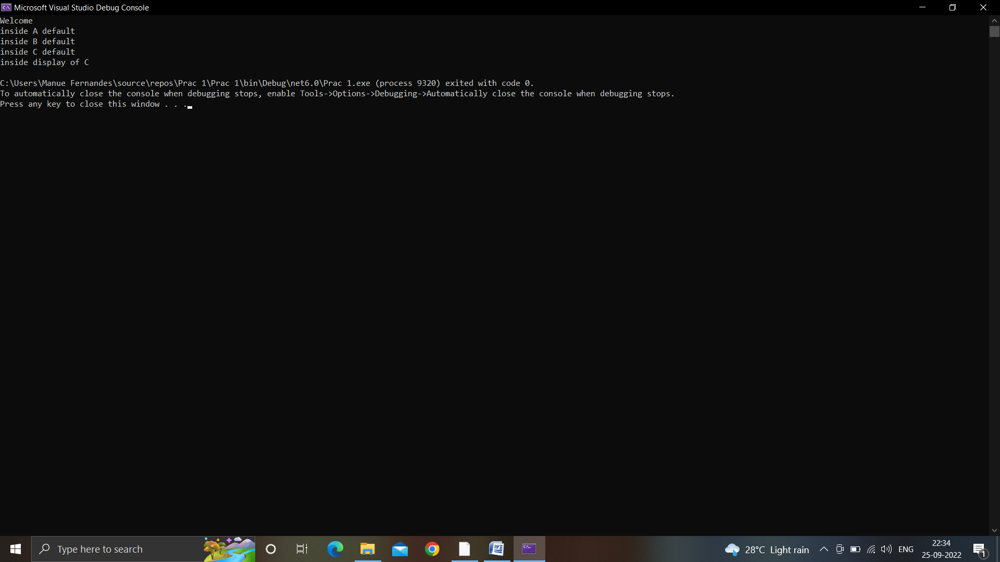 Microsoft Visual Studio Debug Console
Welcome
inside A default
inside B default
inside C default
inside display of C
C:\Users\Manue Fernandes\source\repos\Prac 1\Prac 1\bin\Debug\net6.0\Prac 1.exe (process 9320) exited with code 0.
To automatically close the console when debugging stops, enable Tools->Options->Debugging->Automatically close the console when debugging stops.
Press any key to close this window . . .
Type here to search
28°C Light rain
ENG
22:34
25-09-2022
1